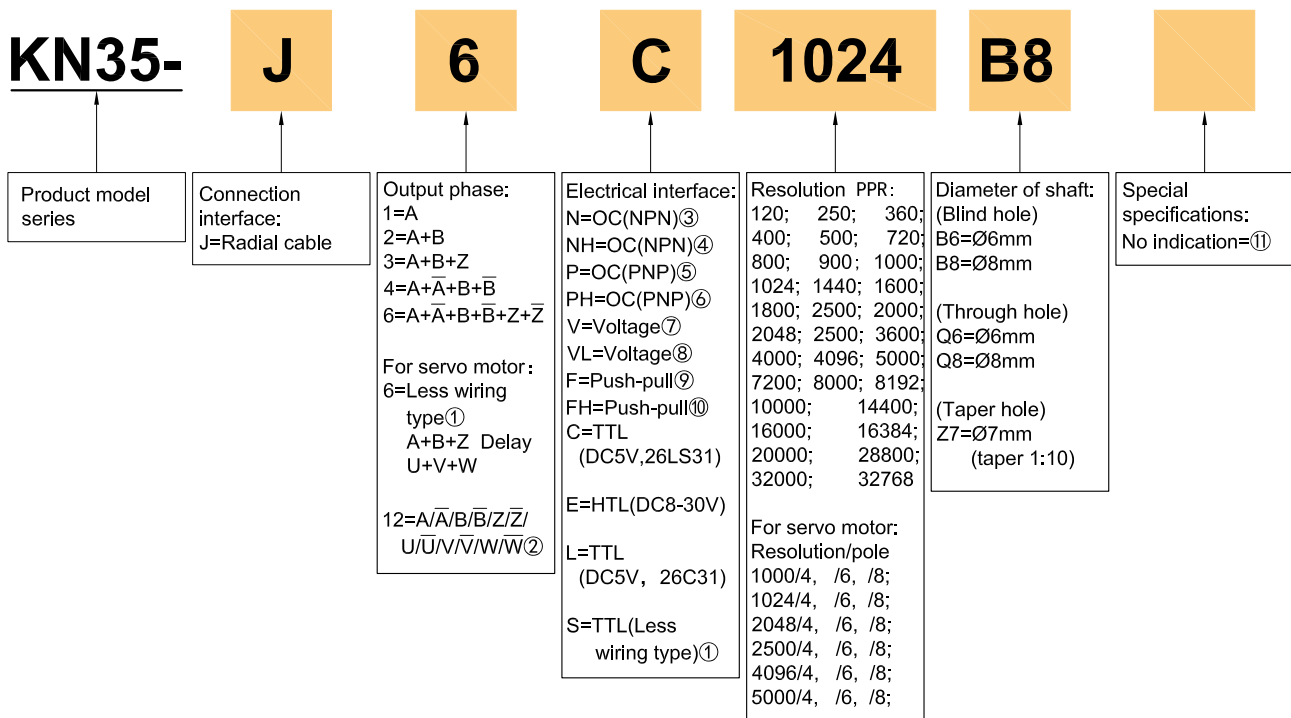 KN35- J 6 C 1024 B8
Product model
series
Connection
interface:
J=Radial cable
Output phase:
1=A
2=A+B
3=A+B+Z
4=A+A̅+B+B̅
6=A+A̅+B+B̅+Z+Z̅
For servo motor:
6=Less wiring
type①
A+B+Z Delay
U+V+W
12=A/A̅/B/B̅/Z/Z̅/
U/U̅/V/V̅/W/W̅②
Electrical interface:
N=OC(NPN)③
NH=OC(NPN)④
P=OC(PNP)⑤
PH=OC(PNP)⑥
V=Voltage⑦
VL=Voltage⑧
F=Push-pull⑨
FH=Push-pull⑩
C=TTL
(DC5V,26LS31)
E=HTL(DC8-30V)
L=TTL
(DC5V, 26C31)
S=TTL(Less
wiring type)①
Resolution PPR:
120; 250; 360;
400; 500; 720;
800; 900; 1000;
1024; 1440; 1600;
1800; 2500; 2000;
2048; 2500; 3600;
4000; 4096; 5000;
7200; 8000; 8192;
10000; 14400;
16000; 16384;
20000; 28800;
32000; 32768
For servo motor:
Resolution/pole
1000/4, /6, /8;
1024/4, /6, /8;
2048/4, /6, /8;
2500/4, /6, /8;
4096/4, /6, /8;
5000/4, /6, /8;
Diameter of shaft:
(Blind hole)
B6=Ø6mm
B8=Ø8mm
(Through hole)
Q6=Ø6mm
Q8=Ø8mm
(Taper hole)
Z7=Ø7mm
(taper 1:10)
Special
specifications:
No indication=⑪